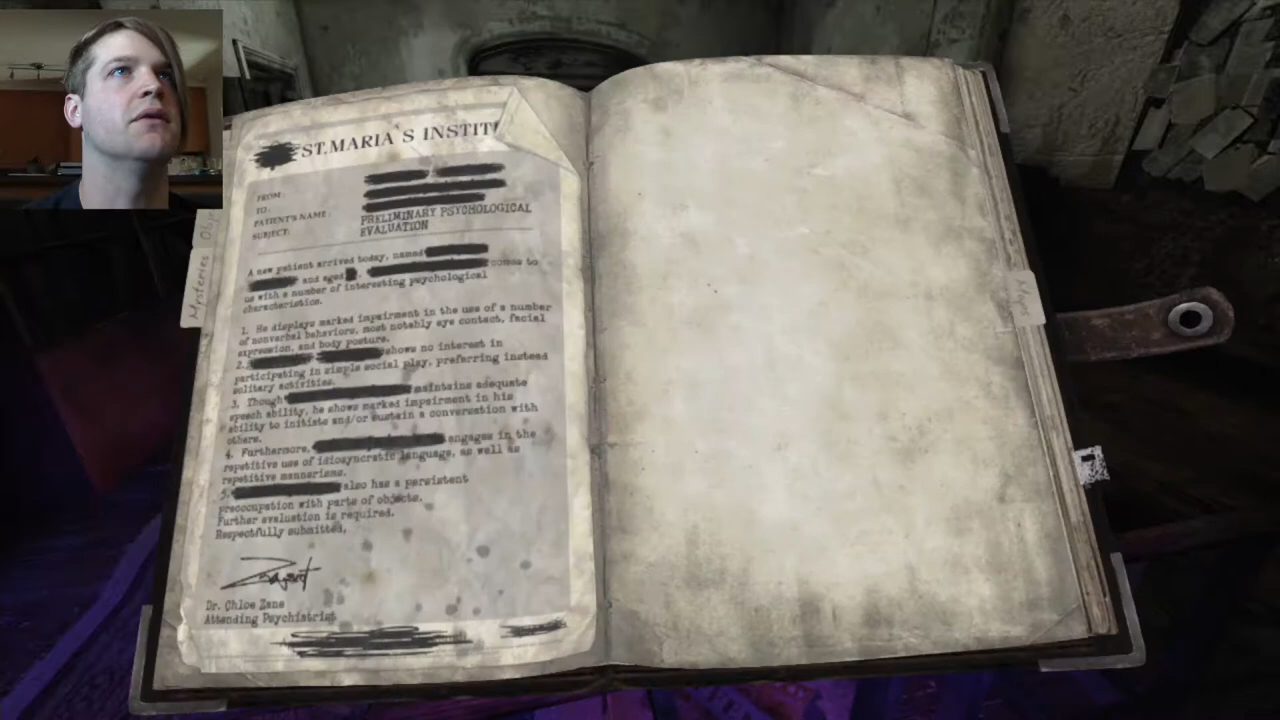 ST.MARIA`S INSTIT
FROM:
TO:
PATIENT'S NAME:
SUBJECT: PRELIMINARY PSYCHOLOGICAL
EVALUATION
A new patient arrived today, named
and aged . comes to
us with a number of interesting psychological
characteristics.
1. He displays marked impairment in the use of a number
of nonverbal behaviors, most notably eye contact, facial
expression, and body posture.
2. shows no interest in
participating in simple social play, preferring instead
solitary activities.
3. Though maintains adequate
speech ability, he shows marked impairment in his
ability to initiate and/or sustain a conversation with
others.
4. Furthermore, engages in the
repetitive use of idiosyncratic language, as well as
repetitive mannerisms.
5. also has a persistent
preoccupation with parts of objects.
Further evaluation is required.
Respectfully submitted,
Dr. Chloe Zane
Attending Psychiatrist
Mysteries Obj
Maps